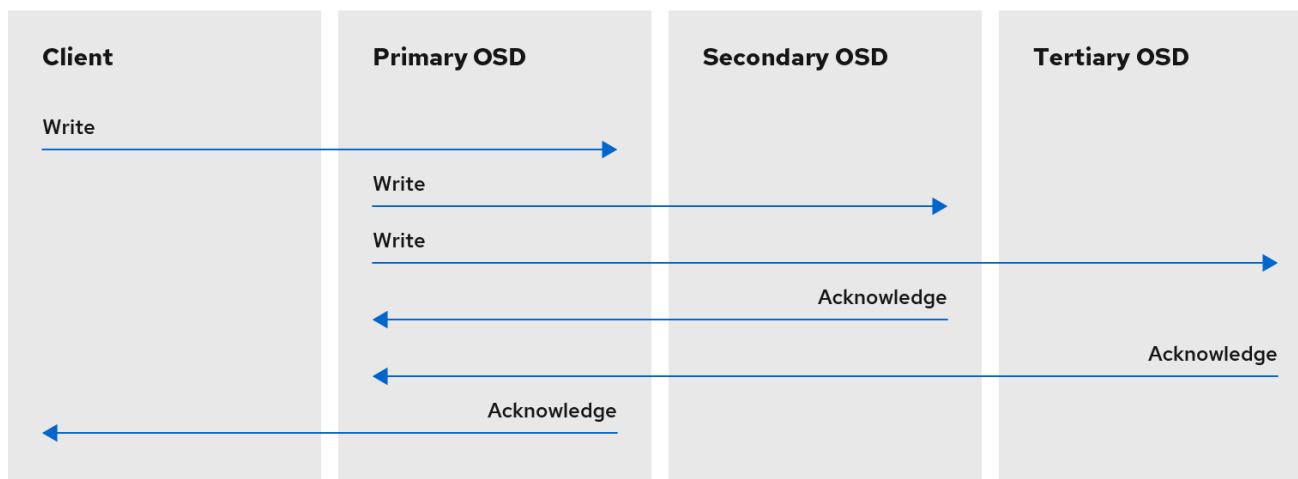 Client
Primary OSD
Secondary OSD
Tertiary OSD
Write
Write
Write
Acknowledge
Acknowledge
Acknowledge